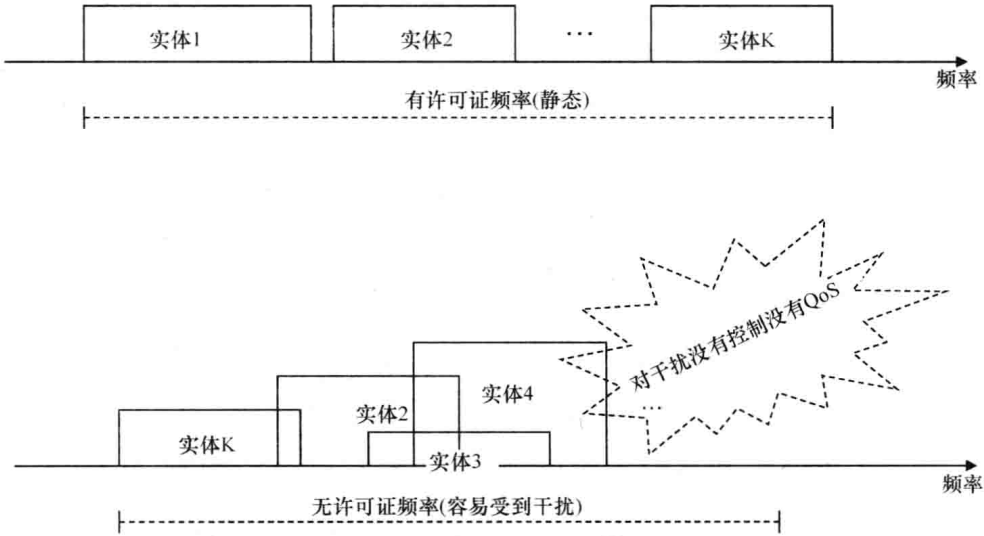 实体1
实体2
…
实体K
频率
有许可证频率(静态)
对干扰没有控制没有QoS
实体4
实体2
…
实体K
实体3
频率
无许可证频率(容易受到干扰)